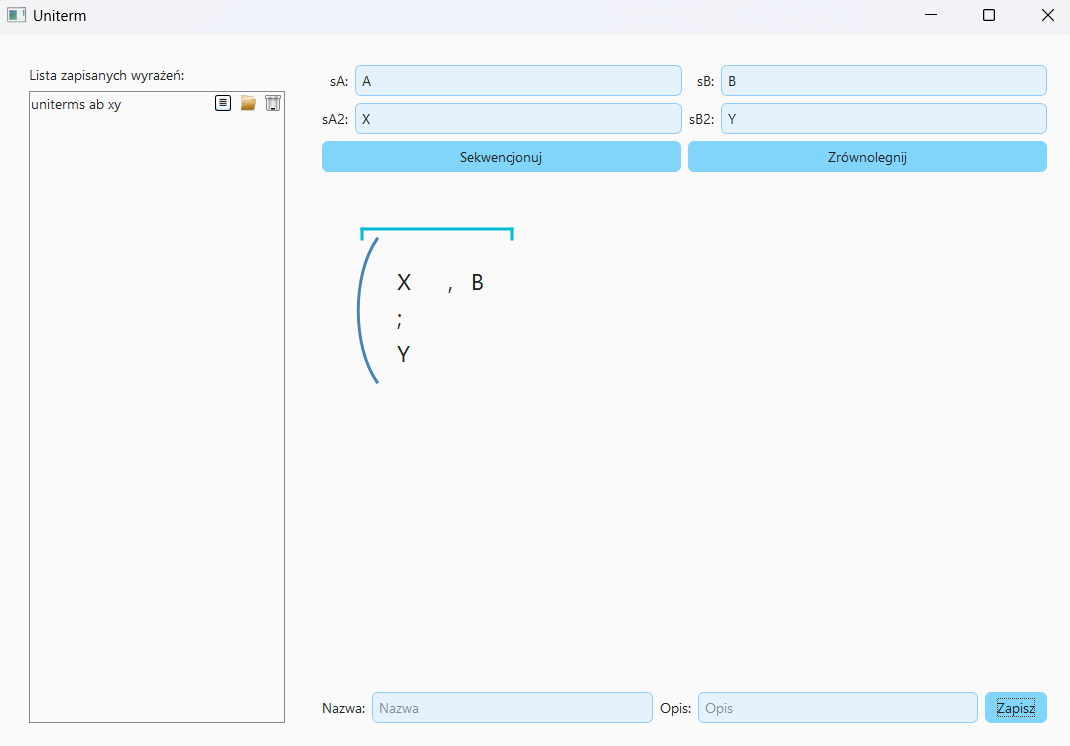 Uniterm
Lista zapisanych wyrażeń:
uniterms ab xy
sA: A sB: B
sA2: X sB2: Y
Sekwencjonuj Zrównolegnij
X , B
;
Y
Nazwa: Nazwa Opis: Opis Zapisz